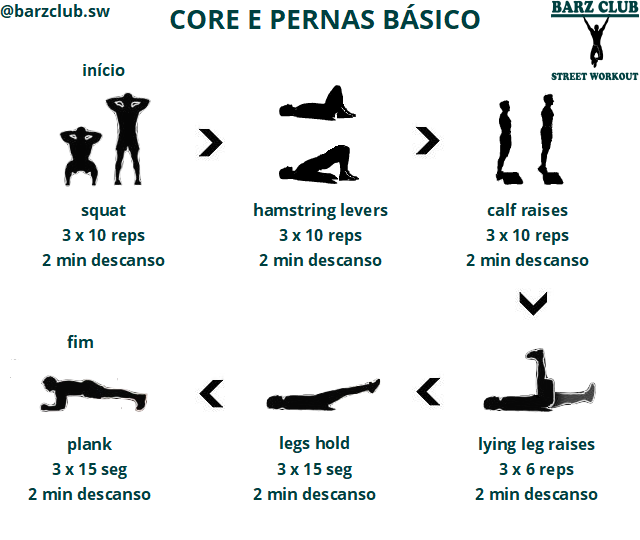 @barzclub.sw
CORE E PERNAS BÁSICO
BARZ CLUB
STREET WORKOUT
início
squat
3 x 10 reps
2 min descanso
hamstring levers
3 x 10 reps
2 min descanso
calf raises
3 x 10 reps
2 min descanso
lying leg raises
3 x 6 reps
2 min descanso
legs hold
3 x 15 seg
2 min descanso
fim
plank
3 x 15 seg
2 min descanso